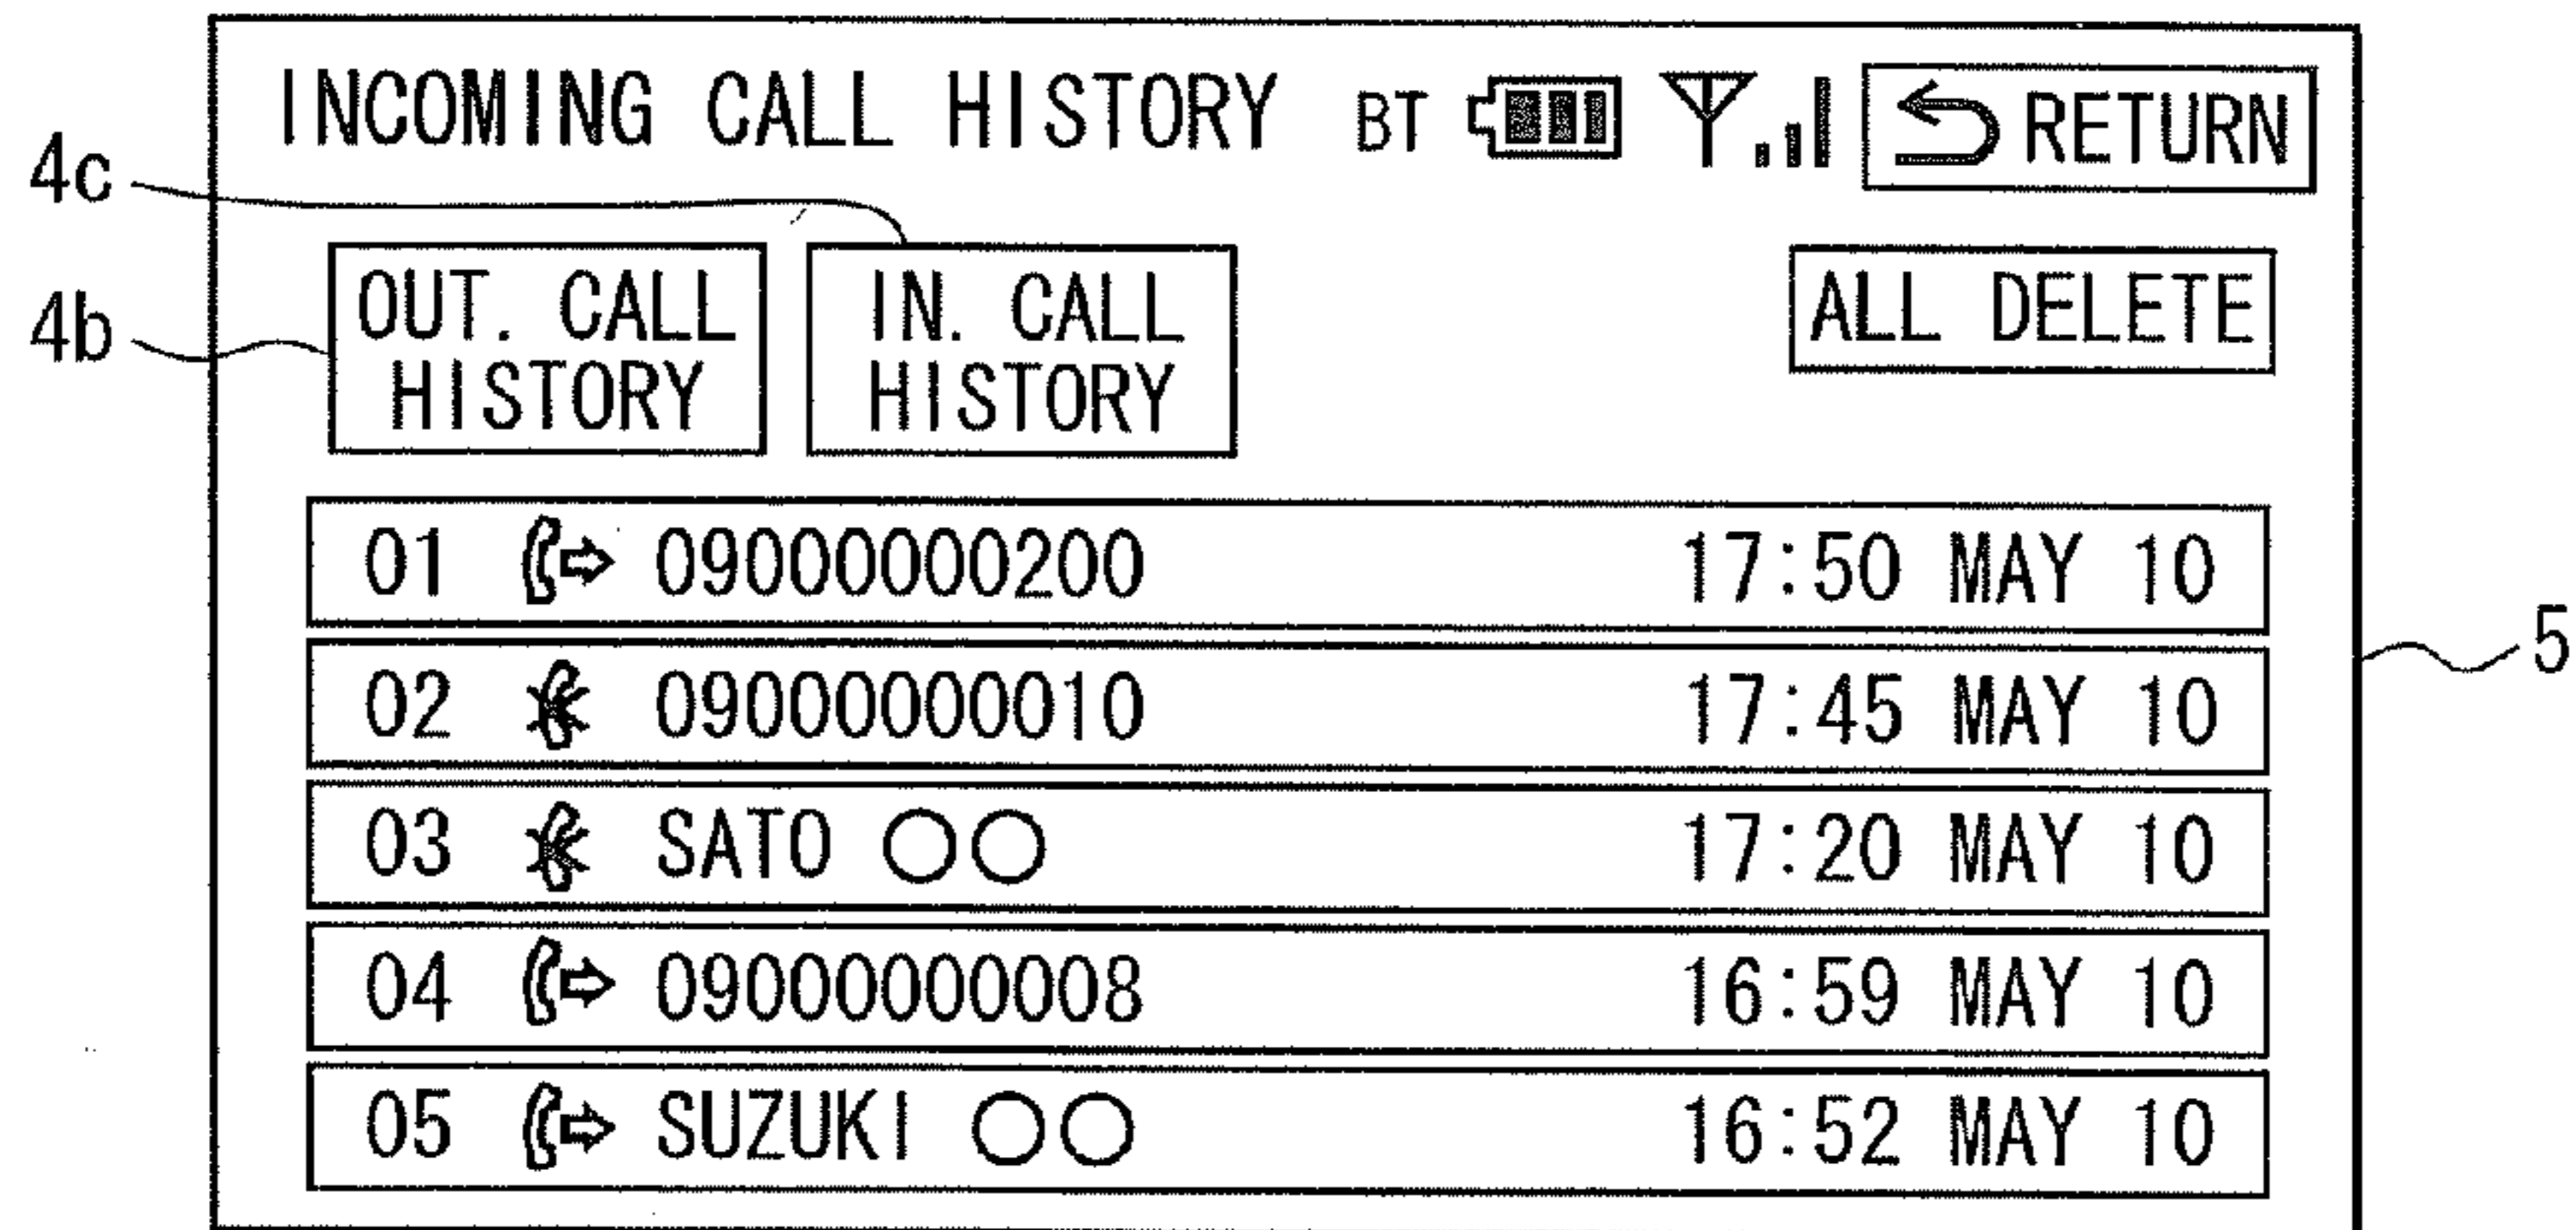 INCOMING CALL HISTORY BT RETURN
4c
OUT. CALL HISTORY
IN. CALL HISTORY
ALL DELETE
4b
01 09000000200 17:50 MAY 10
02 09000000010 17:45 MAY 10
5
03 SATO ○○ 17:20 MAY 10
04 09000000008 16:59 MAY 10
05 SUZUKI ○○ 16:52 MAY 10